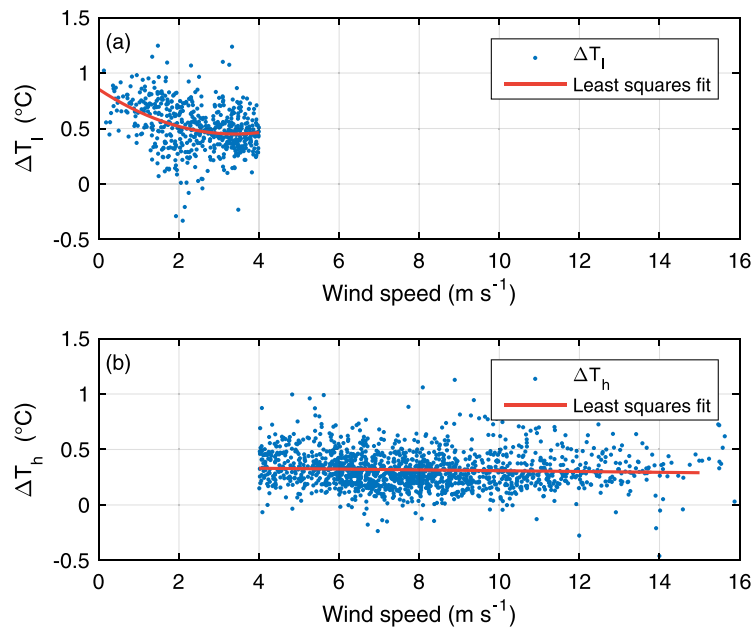 1.5
(a)
ΔT_l
Least squares fit
1
0.5
0
-0.5
ΔT_l (°C)
0 2 4 6 8 10 12 14 16
Wind speed (m s⁻¹)
1.5
(b)
ΔT_h
Least squares fit
1
0.5
0
-0.5
ΔT_h (°C)
0 2 4 6 8 10 12 14 16
Wind speed (m s⁻¹)